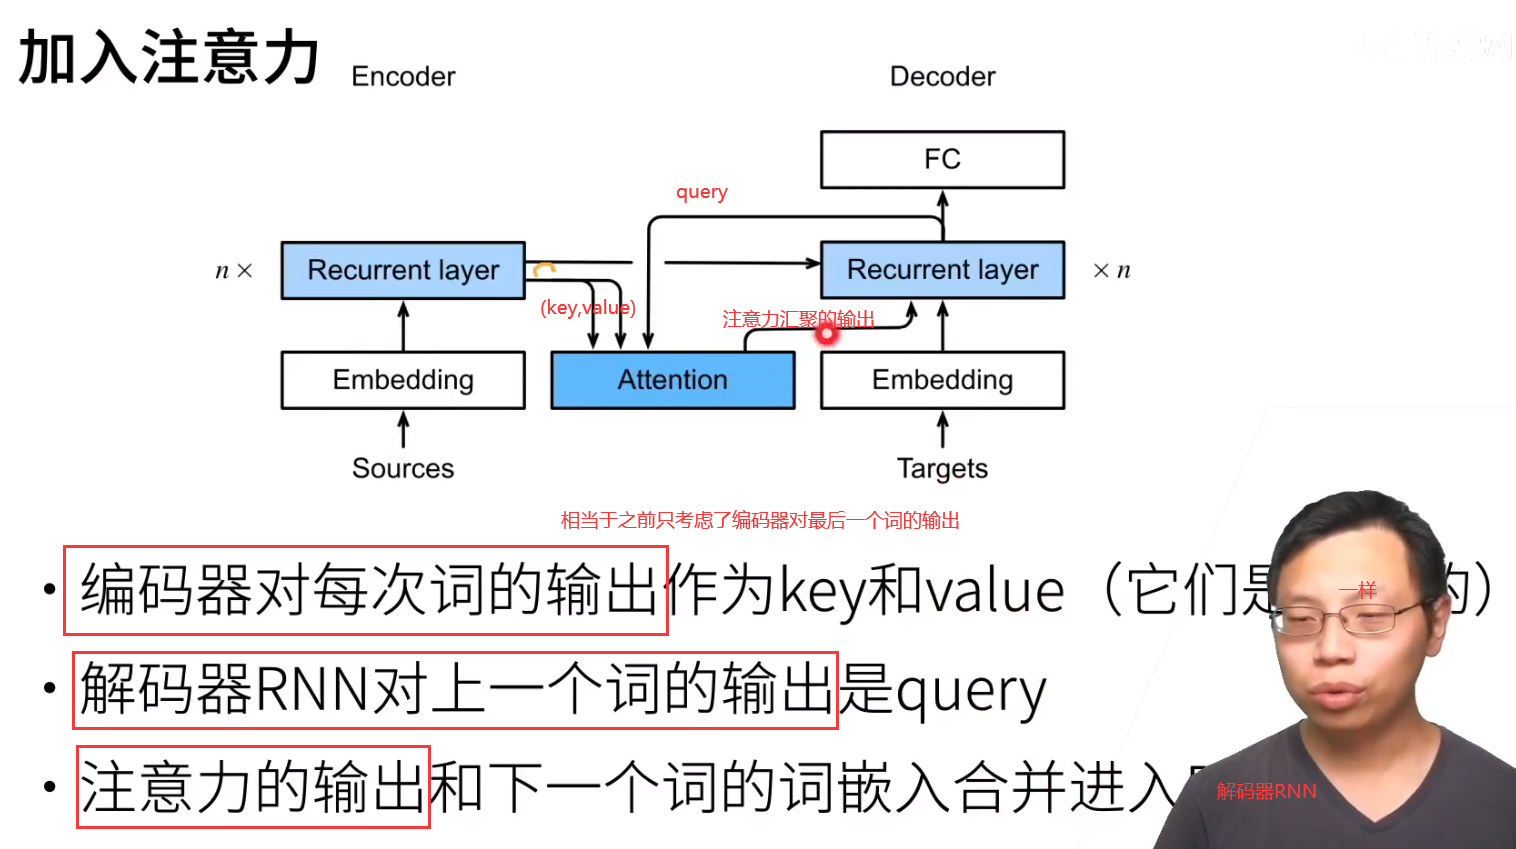 加入注意力
Encoder
Decoder
FC
query
n ×
Recurrent layer
Recurrent layer
× n
(key,value)
注意力汇聚的输出
Embedding
Attention
Embedding
Sources
Targets
相当于之前只考虑了编码器对最后一个词的输出
• 编码器对每次词的输出作为key和value（它们是一样的）
• 解码器RNN对上一个词的输出是query
• 注意力的输出和下一个词的词嵌入合并进入
解码器RNN